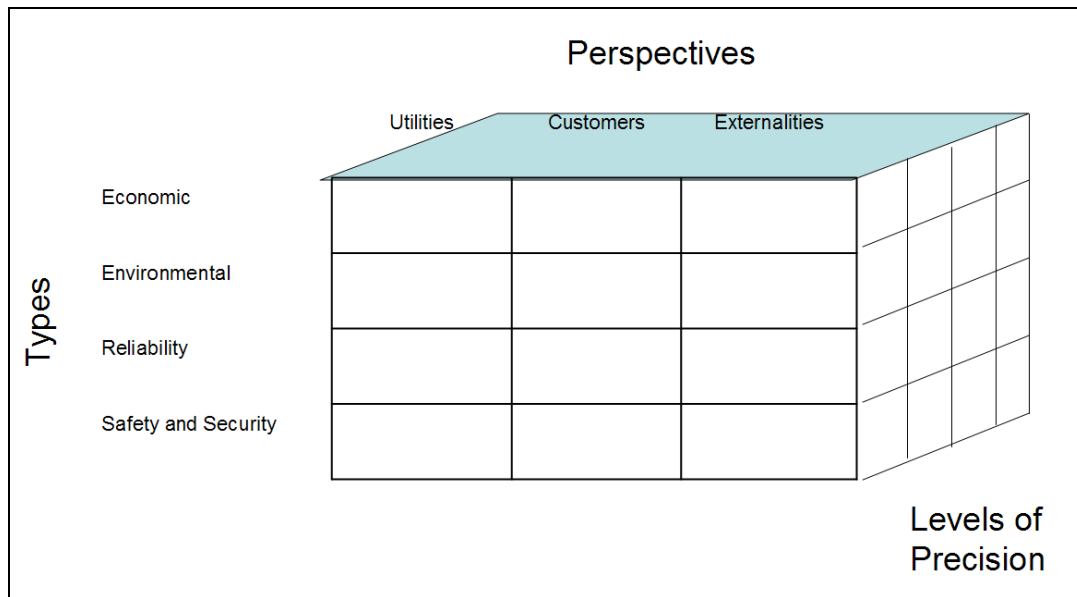 Perspectives
Utilities Customers Externalities
Economic
Environmental
Types
Reliability
Safety and Security
Levels of
Precision